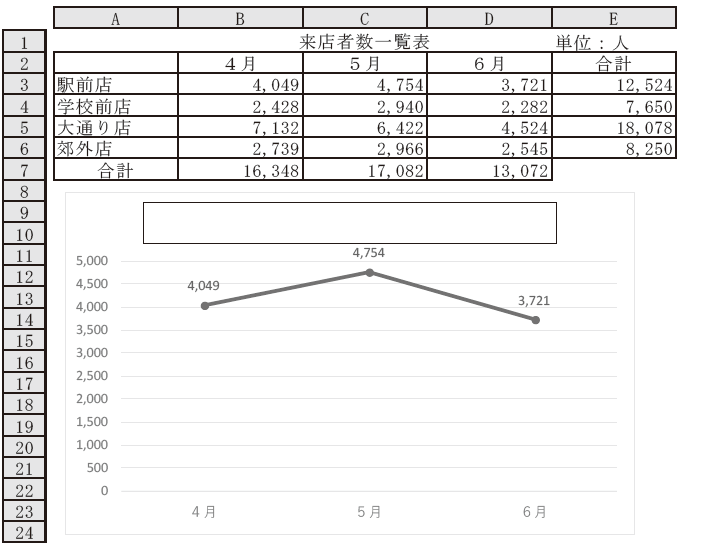 A B C D E
1 来店者数一覧表 単位：人
2 4月 5月 6月 合計
3 駅前店 4,049 4,754 3,721 12,524
4 学校前店 2,428 2,940 2,282 7,650
5 大通り店 7,132 6,422 4,524 18,078
6 郊外店 2,739 2,966 2,545 8,250
7 合計 16,348 17,082 13,072
8
9
10
11 4,754
5,000
12 4,500
4,049
13 4,000
3,721
14 3,500
15
16 3,000
17 2,500
18 2,000
19 1,500
20 1,000
21 500
22 0
23 4月 5月 6月
24